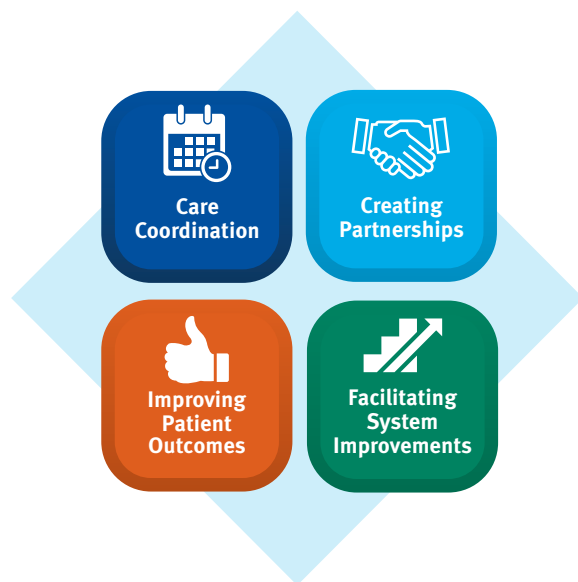 Care
Coordination
Creating
Partnerships
Improving
Patient
Outcomes
Facilitating
System
Improvements